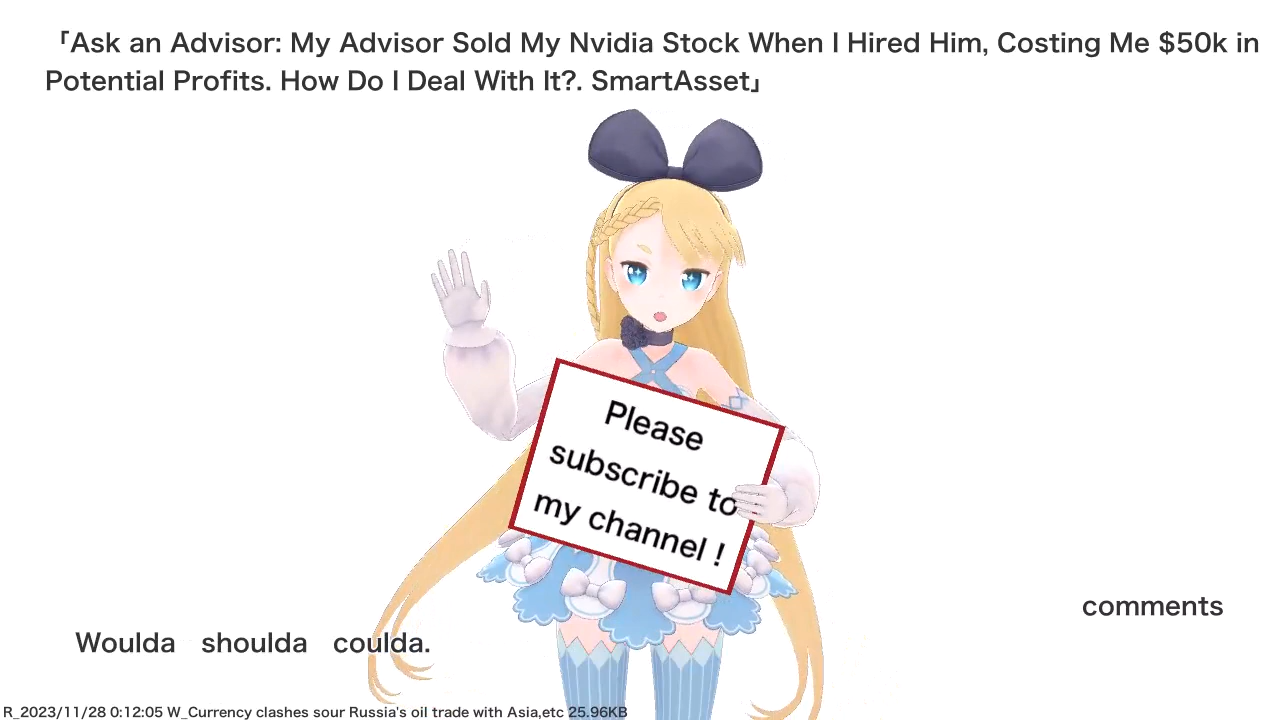 「Ask an Advisor: My Advisor Sold My Nvidia Stock When I Hired Him, Costing Me $50k in
Potential Profits. How Do I Deal With It?. SmartAsset」
Please
subscribe to
my channel !
comments
Woulda shoulda coulda.
R_2023/11/28 0:12:05 W_Currency clashes sour Russia's oil trade with Asia,etc 25.96KB